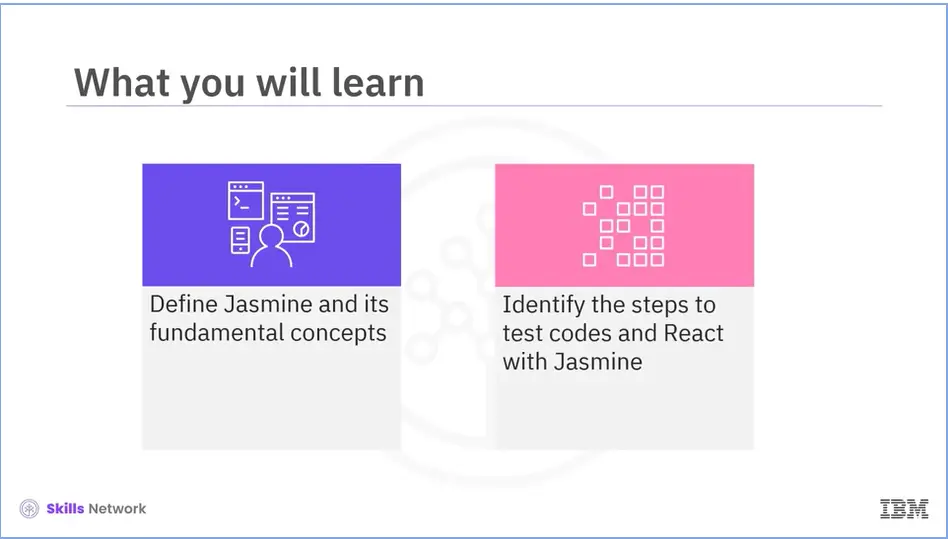 What you will learn
Define Jasmine and its
fundamental concepts
Identify the steps to
test codes and React
with Jasmine
Skills Network
IBM